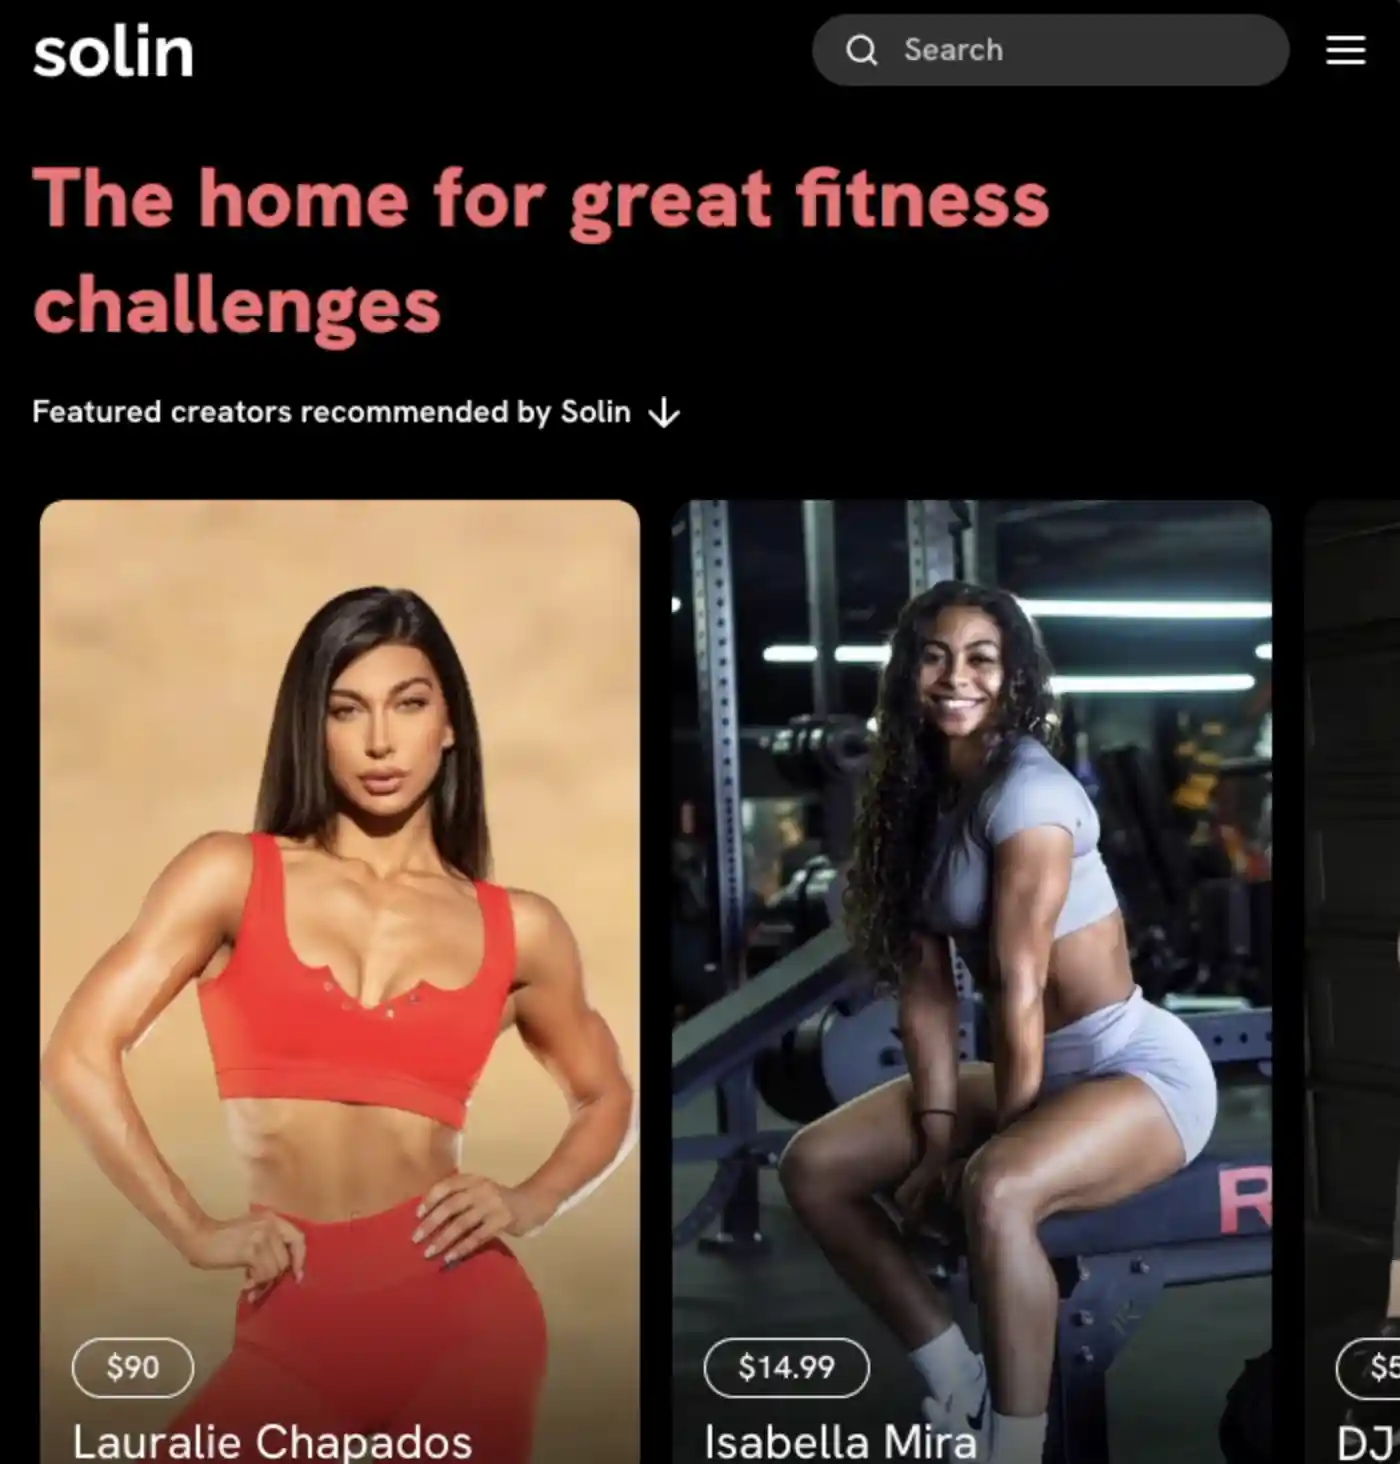 solin
Search
The home for great fitness
challenges
Featured creators recommended by Solin
$90
Lauralie Chapados
$14.99
Isabella Mira
R
$5
DJ